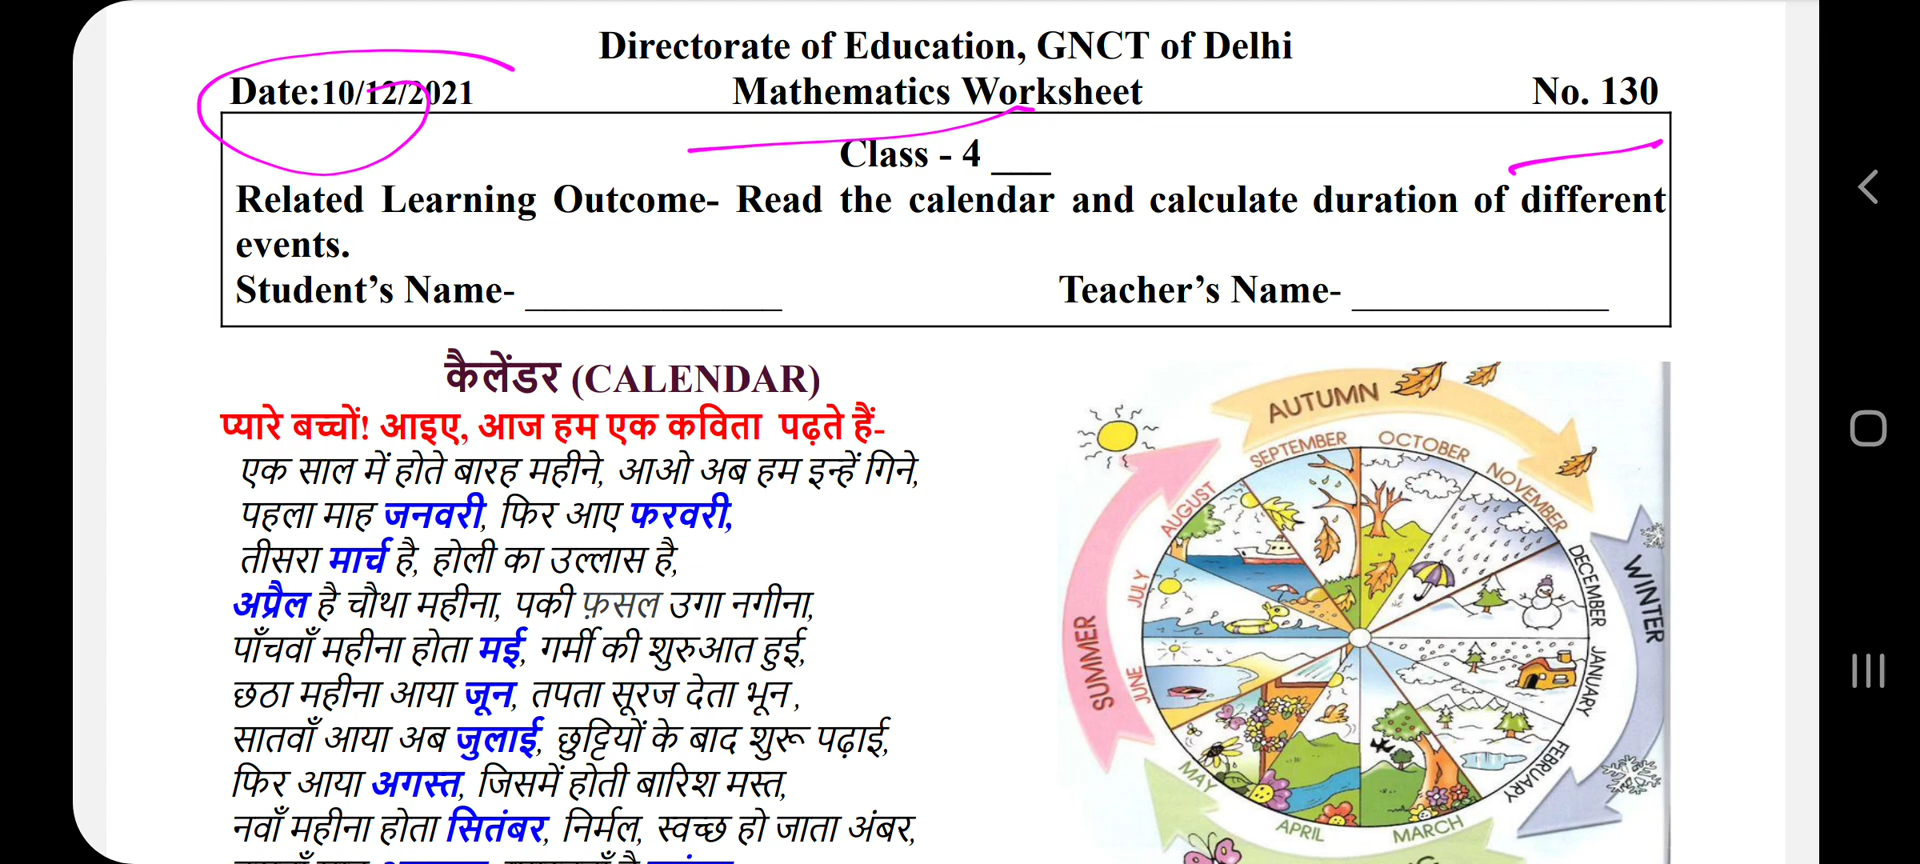 Directorate of Education, GNCT of Delhi
Date:10/12/2021 Mathematics Worksheet No. 130
Class - 4 ___
Related Learning Outcome- Read the calendar and calculate duration of different
events.
Student's Name- _____________ Teacher's Name- _____________
कैलेंडर (CALENDAR)
प्यारे बच्चों! आइए, आज हम एक कविता पढ़ते हैं-
एक साल में होते बारह महीने, आओ अब हम इन्हें गिने,
पहला माह जनवरी, फिर आए फरवरी,
तीसरा मार्च है, होली का उल्लास है,
अप्रैल है चौथा महीना, पकी फ़सल उगा नगीना,
पाँचवाँ महीना होता मई, गर्मी की शुरुआत हुई,
छठा महीना आया जून, तपता सूरज देता भून ,
सातवाँ आया अब जुलाई, छुट्टियों के बाद शुरू पढ़ाई,
फिर आया अगस्त, जिसमें होती बारिश मस्त,
नवाँ महीना होता सितंबर, निर्मल, स्वच्छ हो जाता अंबर,
AUTUMN
SEPTEMBER
OCTOBER
NOVEMBER
AUGUST
DECEMBER
WINTER
JULY
SUMMER
JUNE
JANUARY
MAY
FEBRUARY
APRIL
MARCH